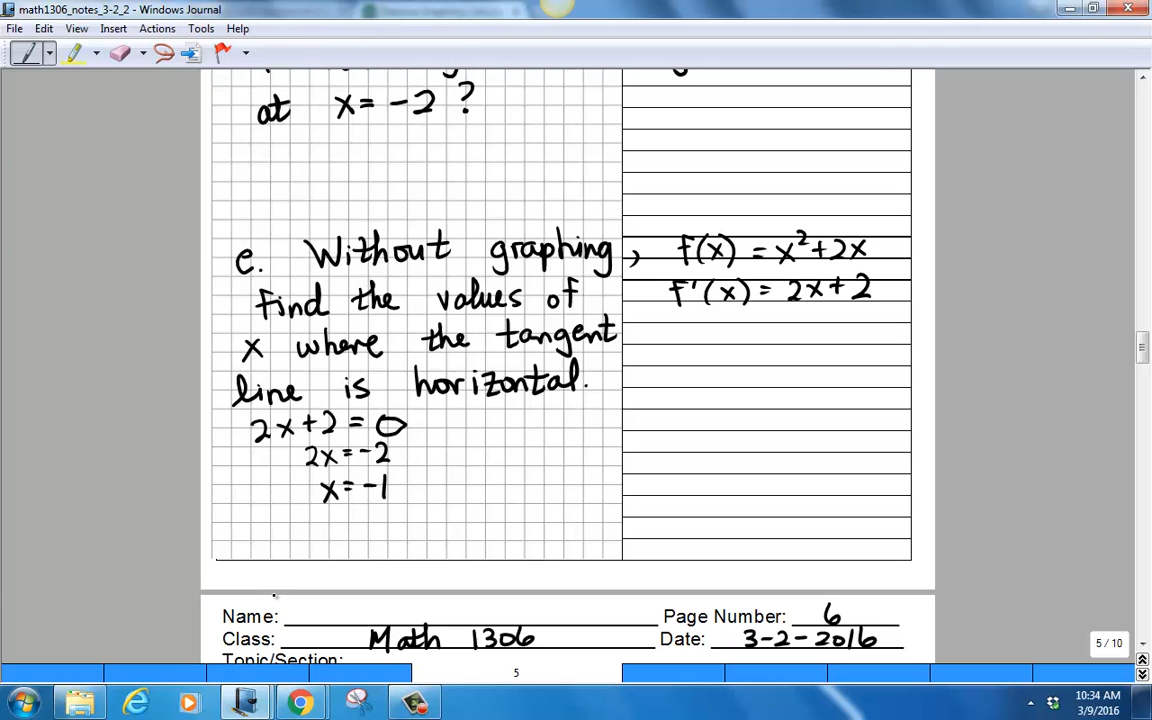 math1306_notes_3-2_2 - Windows Journal
File Edit View Insert Actions Tools Help
at x = -2 ?
e. Without graphing,
find the values of
x where the tangent
line is horizontal.
2x+2 = 0
2x = -2
x = -1
f(x) = x²+2x
f'(x) = 2x+2
Name:
Page Number: 6
Class: Math 1306
Date: 3-2-2016
Topic/Section:
5 / 10
5
10:34 AM
3/9/2016